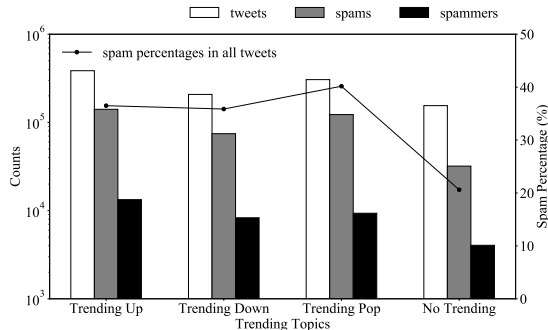 tweets spams spammers
spam percentages in all tweets
10^6
10^5
10^4
10^3
Counts
50
40
30
20
10
0
Spam Percentage (%)
Trending Up Trending Down Trending Pop No Trending
Trending Topics